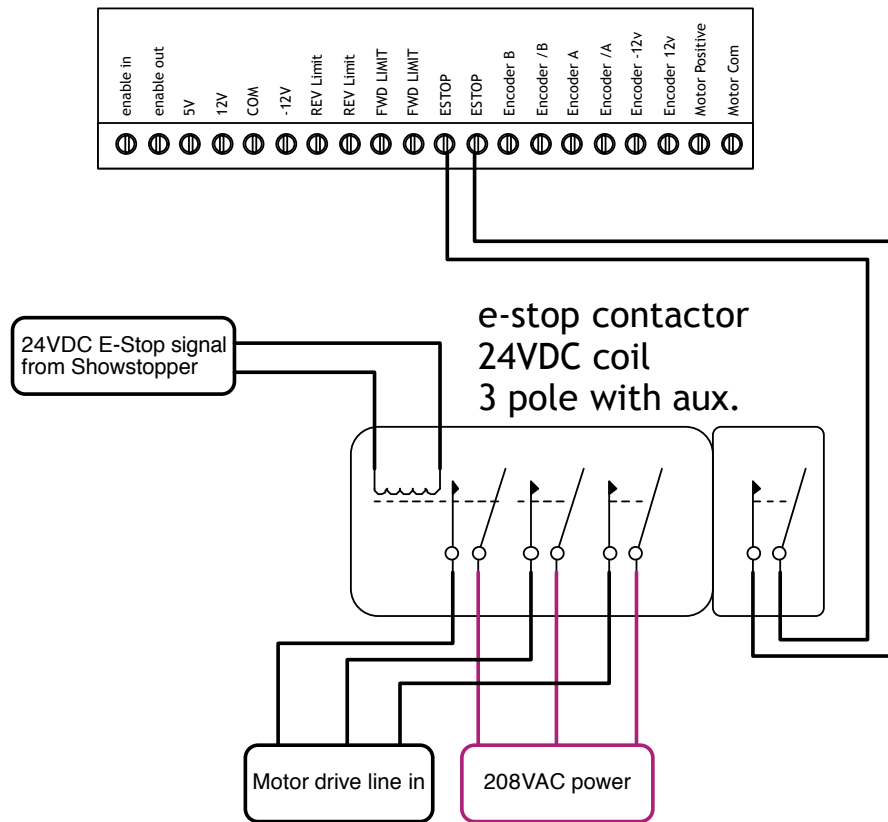 enable in
enable out
5V
12V
COM
-12V
REV Limit
REV Limit
FWD LIMIT
FWD LIMIT
ESTOP
ESTOP
Encoder B
Encoder /B
Encoder A
Encoder /A
Encoder -12v
Encoder 12v
Motor Positive
Motor Com
24VDC E-Stop signal
from Showstopper
e-stop contactor
24VDC coil
3 pole with aux.
Motor drive line in
208VAC power